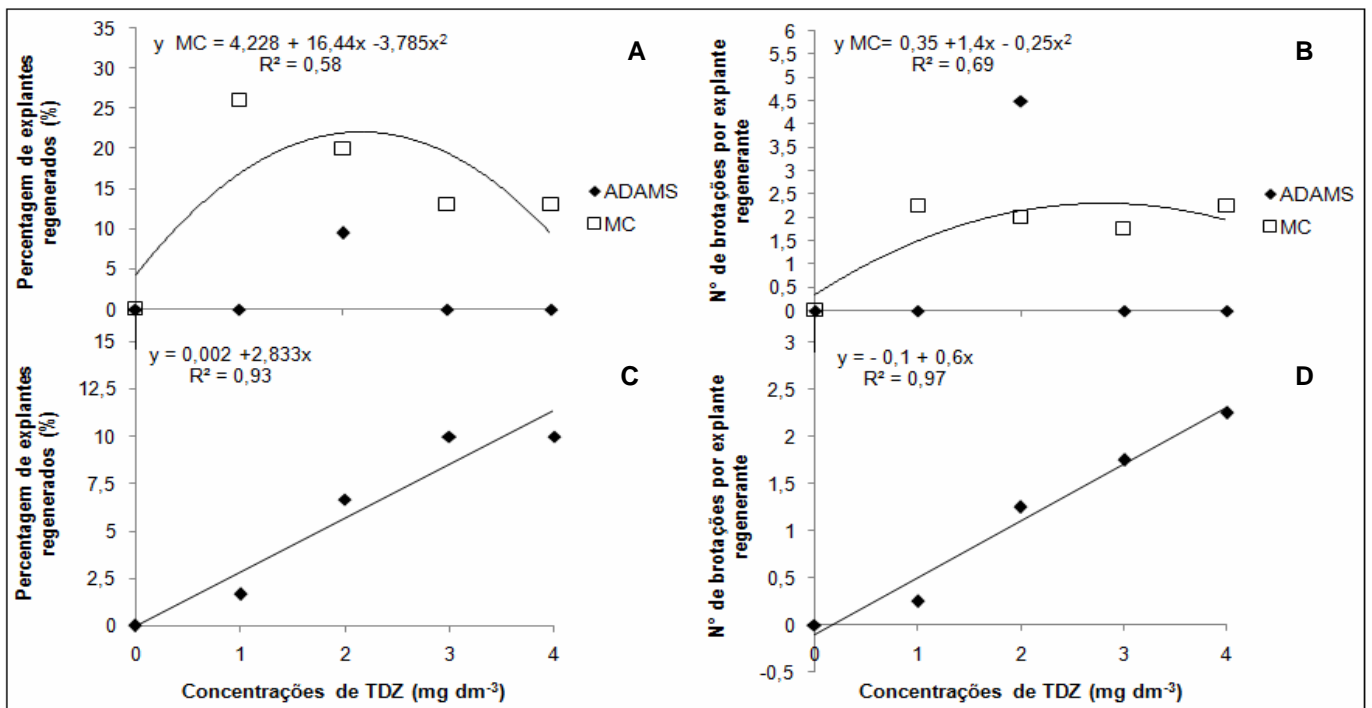 y MC = 4,228 + 16,44x -3,785x²
R² = 0,58
A
Percentagem de explantes
regenerados (%)
35
30
25
20
15
10
5
0
ADAMS
MC
y MC= 0,35 +1,4x - 0,25x²
R² = 0,69
B
N° de brotações por explante
regenerante
6
5,5
5
4,5
4
3,5
3
2,5
2
1,5
1
0,5
0
ADAMS
MC
y = 0,002 +2,833x
R² = 0,93
C
Percentagem de explantes
regenerados (%)
15
12,5
10
7,5
5
2,5
0
0 1 2 3 4
Concentrações de TDZ (mg dm⁻³)
y = - 0,1 + 0,6x
R² = 0,97
D
N° de brotações por explante
regenerante
3
2,5
2
1,5
1
0,5
0
-0,5
0 1 2 3 4
Concentrações de TDZ (mg dm⁻³)